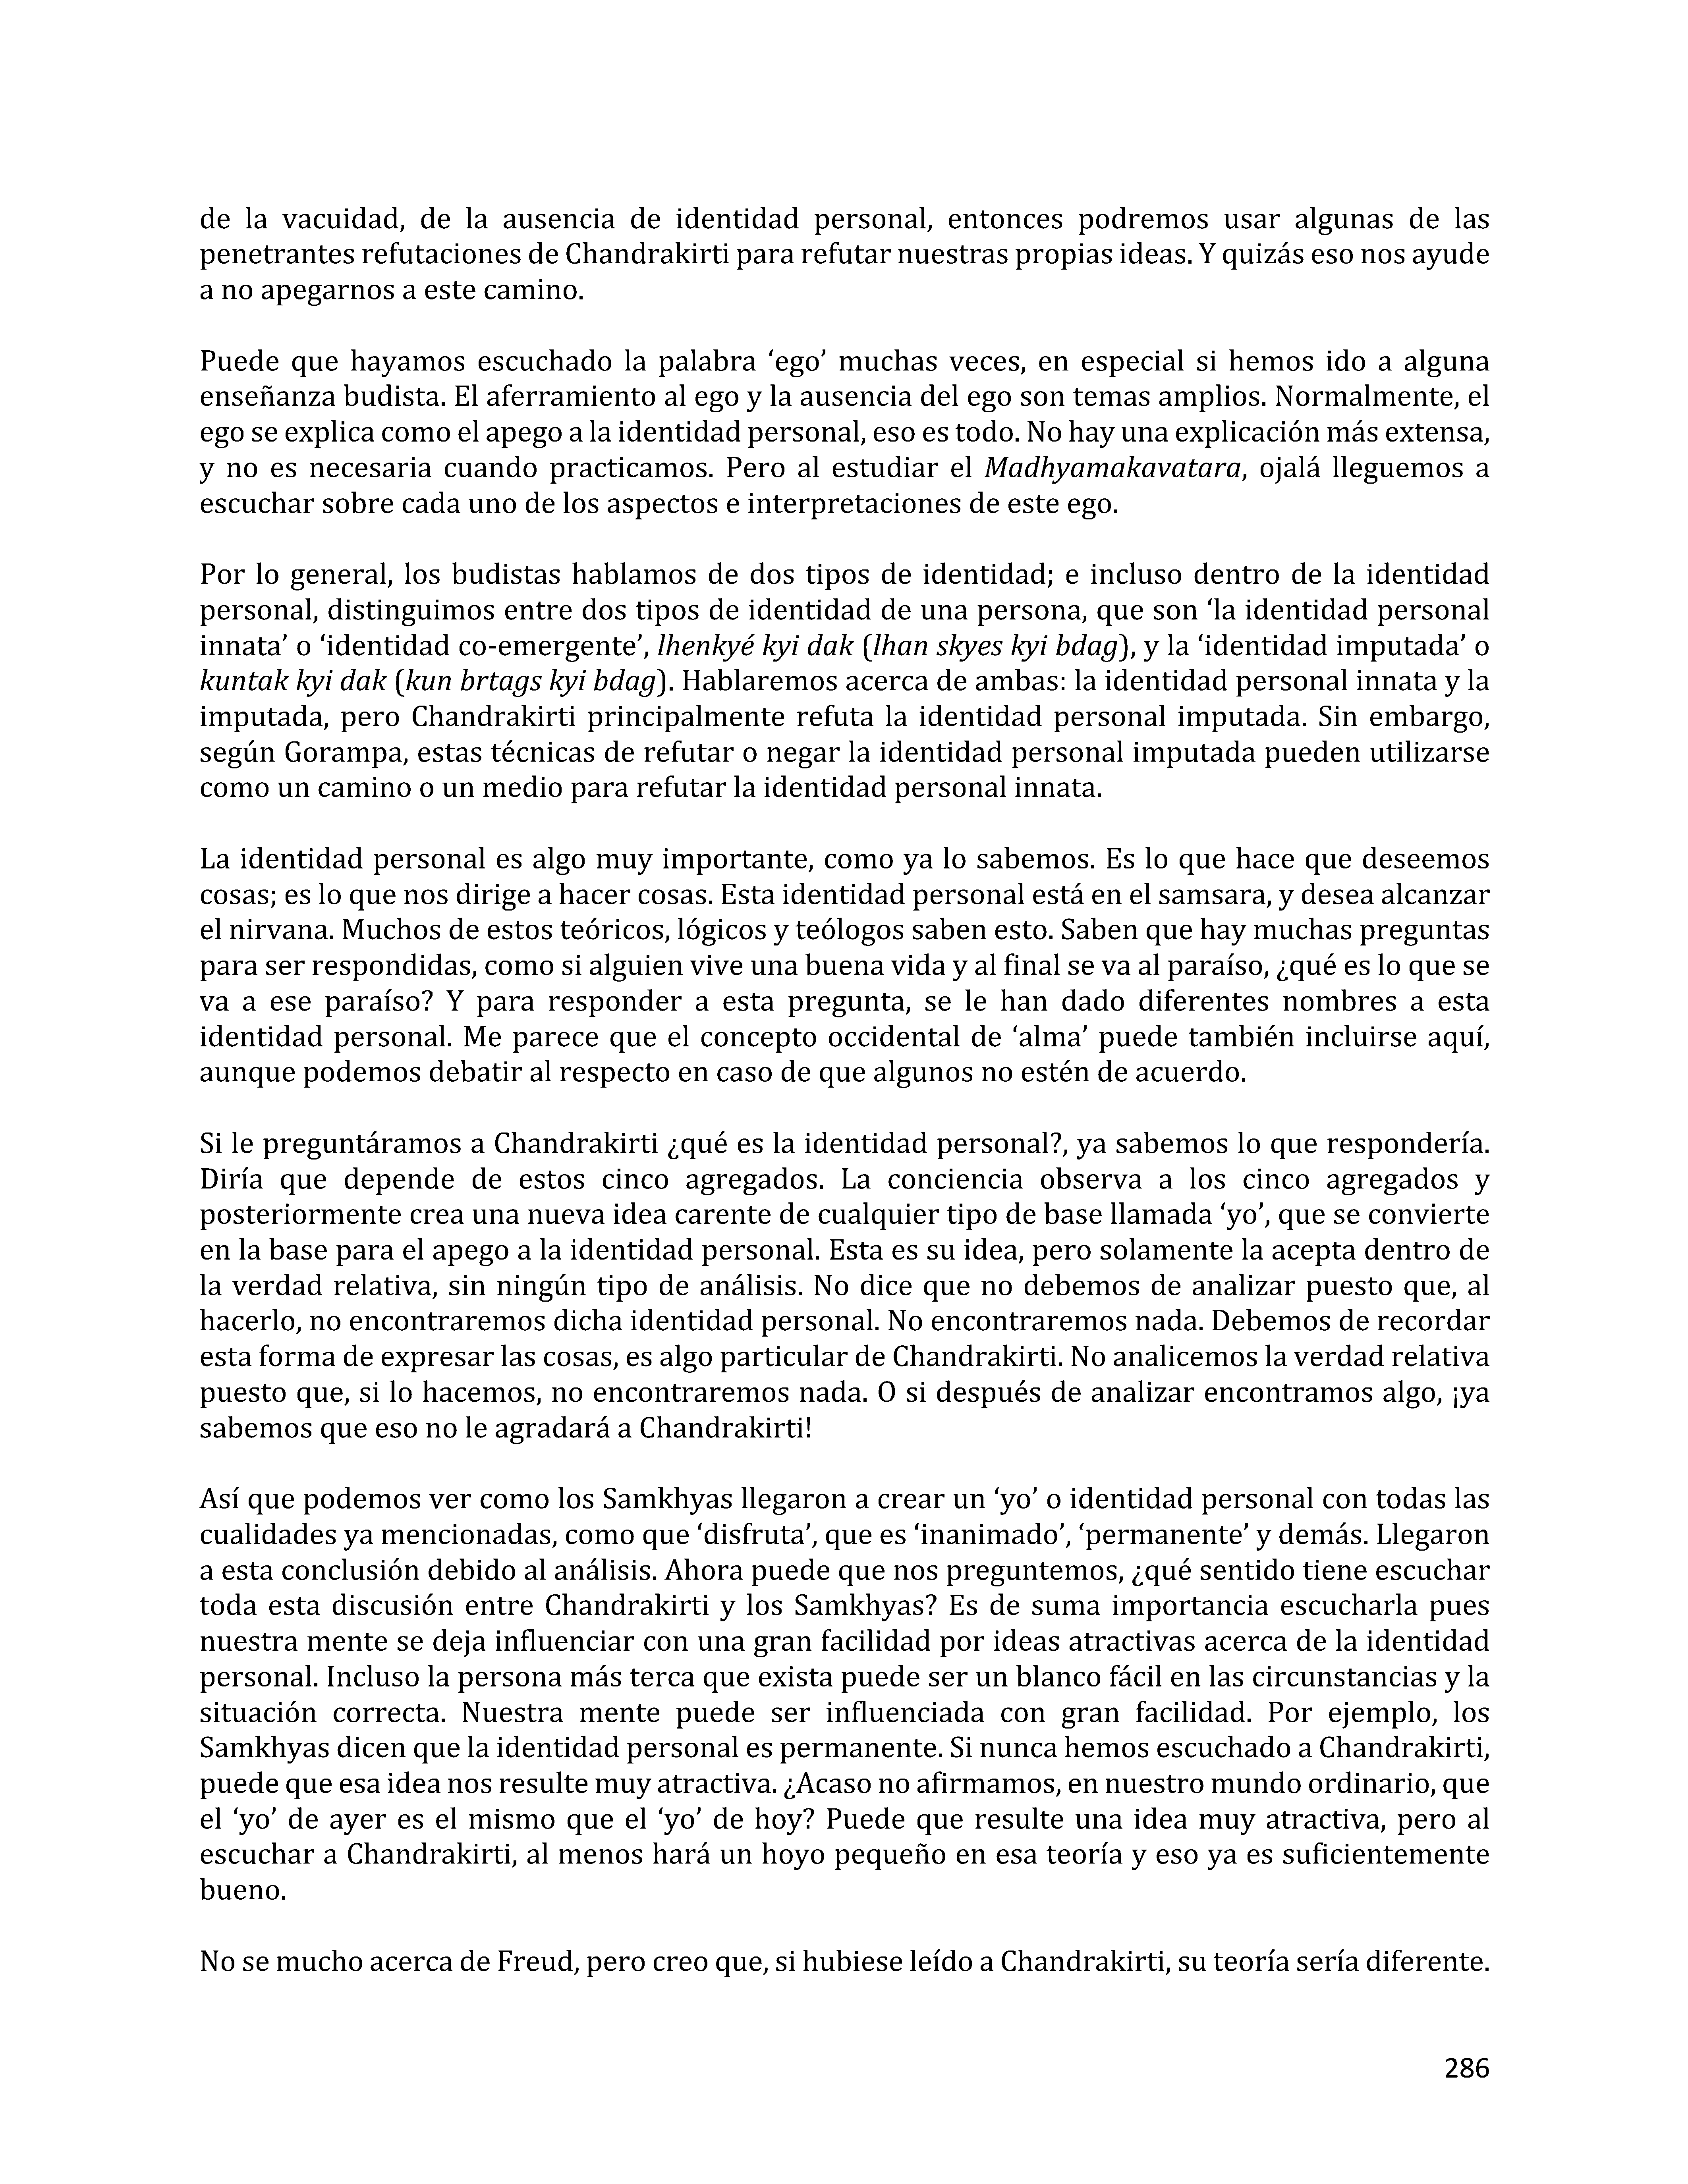 de la vacuidad, de la ausencia de identidad personal, entonces podremos usar algunas de las
penetrantes refutaciones de Chandrakirti para refutar nuestras propias ideas. Y quizás eso nos ayude
a no apegarnos a este camino.
Puede que hayamos escuchado la palabra ‘ego’ muchas veces, en especial si hemos ido a alguna
enseñanza budista. El aferramiento al ego y la ausencia del ego son temas amplios. Normalmente, el
ego se explica como el apego a la identidad personal, eso es todo. No hay una explicación más extensa,
y no es necesaria cuando practicamos. Pero al estudiar el Madhyamakavatara, ojalá lleguemos a
escuchar sobre cada uno de los aspectos e interpretaciones de este ego.
Por lo general, los budistas hablamos de dos tipos de identidad; e incluso dentro de la identidad
personal, distinguimos entre dos tipos de identidad de una persona, que son ‘la identidad personal
innata’ o ‘identidad co-emergente’, lhenkyé kyi dak (lhan skyes kyi bdag), y la ‘identidad imputada’ o
kuntak kyi dak (kun brtags kyi bdag). Hablaremos acerca de ambas: la identidad personal innata y la
imputada, pero Chandrakirti principalmente refuta la identidad personal imputada. Sin embargo,
según Gorampa, estas técnicas de refutar o negar la identidad personal imputada pueden utilizarse
como un camino o un medio para refutar la identidad personal innata.
La identidad personal es algo muy importante, como ya lo sabemos. Es lo que hace que deseemos
cosas; es lo que nos dirige a hacer cosas. Esta identidad personal está en el samsara, y desea alcanzar
el nirvana. Muchos de estos teóricos, lógicos y teólogos saben esto. Saben que hay muchas preguntas
para ser respondidas, como si alguien vive una buena vida y al final se va al paraíso, ¿qué es lo que se
va a ese paraíso? Y para responder a esta pregunta, se le han dado diferentes nombres a esta
identidad personal. Me parece que el concepto occidental de ‘alma’ puede también incluirse aquí,
aunque podemos debatir al respecto en caso de que algunos no estén de acuerdo.
Si le preguntáramos a Chandrakirti ¿qué es la identidad personal?, ya sabemos lo que respondería.
Diría que depende de estos cinco agregados. La conciencia observa a los cinco agregados y
posteriormente crea una nueva idea carente de cualquier tipo de base llamada ‘yo’, que se convierte
en la base para el apego a la identidad personal. Esta es su idea, pero solamente la acepta dentro de
la verdad relativa, sin ningún tipo de análisis. No dice que no debemos de analizar puesto que, al
hacerlo, no encontraremos dicha identidad personal. No encontraremos nada. Debemos de recordar
esta forma de expresar las cosas, es algo particular de Chandrakirti. No analicemos la verdad relativa
puesto que, si lo hacemos, no encontraremos nada. O si después de analizar encontramos algo, ¡ya
sabemos que eso no le agradará a Chandrakirti!
Así que podemos ver como los Samkhyas llegaron a crear un ‘yo’ o identidad personal con todas las
cualidades ya mencionadas, como que ‘disfruta’, que es ‘inanimado’, ‘permanente’ y demás. Llegaron
a esta conclusión debido al análisis. Ahora puede que nos preguntemos, ¿qué sentido tiene escuchar
toda esta discusión entre Chandrakirti y los Samkhyas? Es de suma importancia escucharla pues
nuestra mente se deja influenciar con una gran facilidad por ideas atractivas acerca de la identidad
personal. Incluso la persona más terca que exista puede ser un blanco fácil en las circunstancias y la
situación correcta. Nuestra mente puede ser influenciada con gran facilidad. Por ejemplo, los
Samkhyas dicen que la identidad personal es permanente. Si nunca hemos escuchado a Chandrakirti,
puede que esa idea nos resulte muy atractiva. ¿Acaso no afirmamos, en nuestro mundo ordinario, que
el ‘yo’ de ayer es el mismo que el ‘yo’ de hoy? Puede que resulte una idea muy atractiva, pero al
escuchar a Chandrakirti, al menos hará un hoyo pequeño en esa teoría y eso ya es suficientemente
bueno.
No se mucho acerca de Freud, pero creo que, si hubiese leído a Chandrakirti, su teoría sería diferente.
286